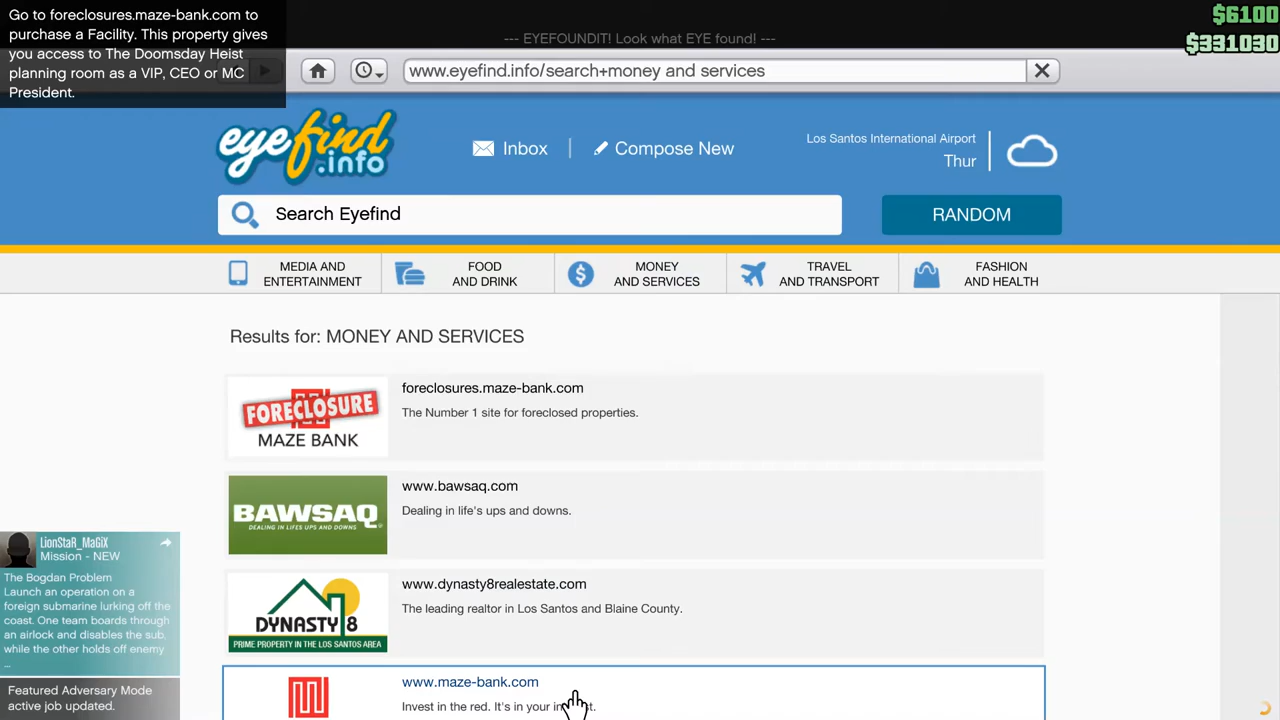 Go to foreclosures.maze-bank.com to
purchase a Facility. This property gives
you access to The Doomsday Heist
planning room as a VIP, CEO or MC
President.
--- EYEFOUNDIT! Look what EYE found! ---
$6100
$331030
www.eyefind.info/search+money and services
eyefind
.info
Inbox
Compose New
Los Santos International Airport
Thur
Search Eyefind
RANDOM
MEDIA AND
ENTERTAINMENT
FOOD
AND DRINK
MONEY
AND SERVICES
TRAVEL
AND TRANSPORT
FASHION
AND HEALTH
Results for: MONEY AND SERVICES
FORECLOSURE
MAZE BANK
foreclosures.maze-bank.com
The Number 1 site for foreclosed properties.
BAWSAQ
DEALING IN LIFES UPS AND DOWNS
www.bawsaq.com
Dealing in life's ups and downs.
DYNASTY 8
PRIME PROPERTY IN THE LOS SANTOS AREA
www.dynasty8realestate.com
The leading realtor in Los Santos and Blaine County.
www.maze-bank.com
Invest in the red. It's in your
LionStaR_MaGiX
Mission - NEW
The Bogdan Problem
Launch an operation on a
foreign submarine lurking off the
coast. One team boards through
an airlock and disables the sub,
while the other holds off enemy
...
Featured Adversary Mode
active job updated.